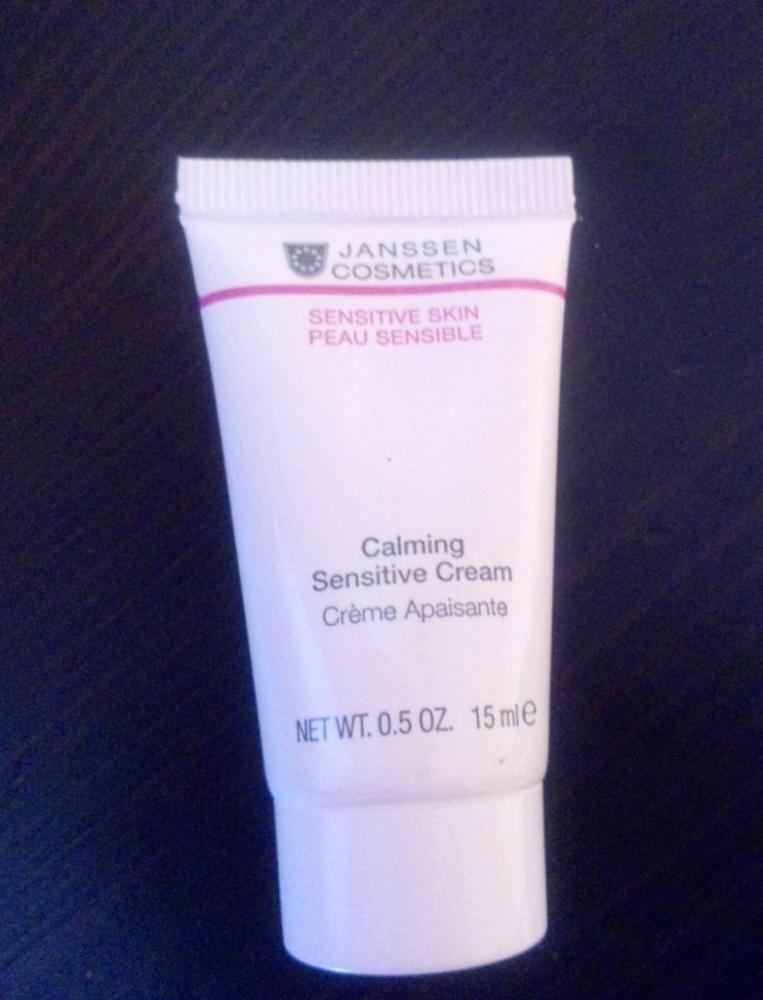 JANSSEN
COSMETICS
SENSITIVE SKIN
PEAU SENSIBLE
Calming
Sensitive Cream
Crème Apaisante
NET WT. 0.5 OZ. 15 ml ℮